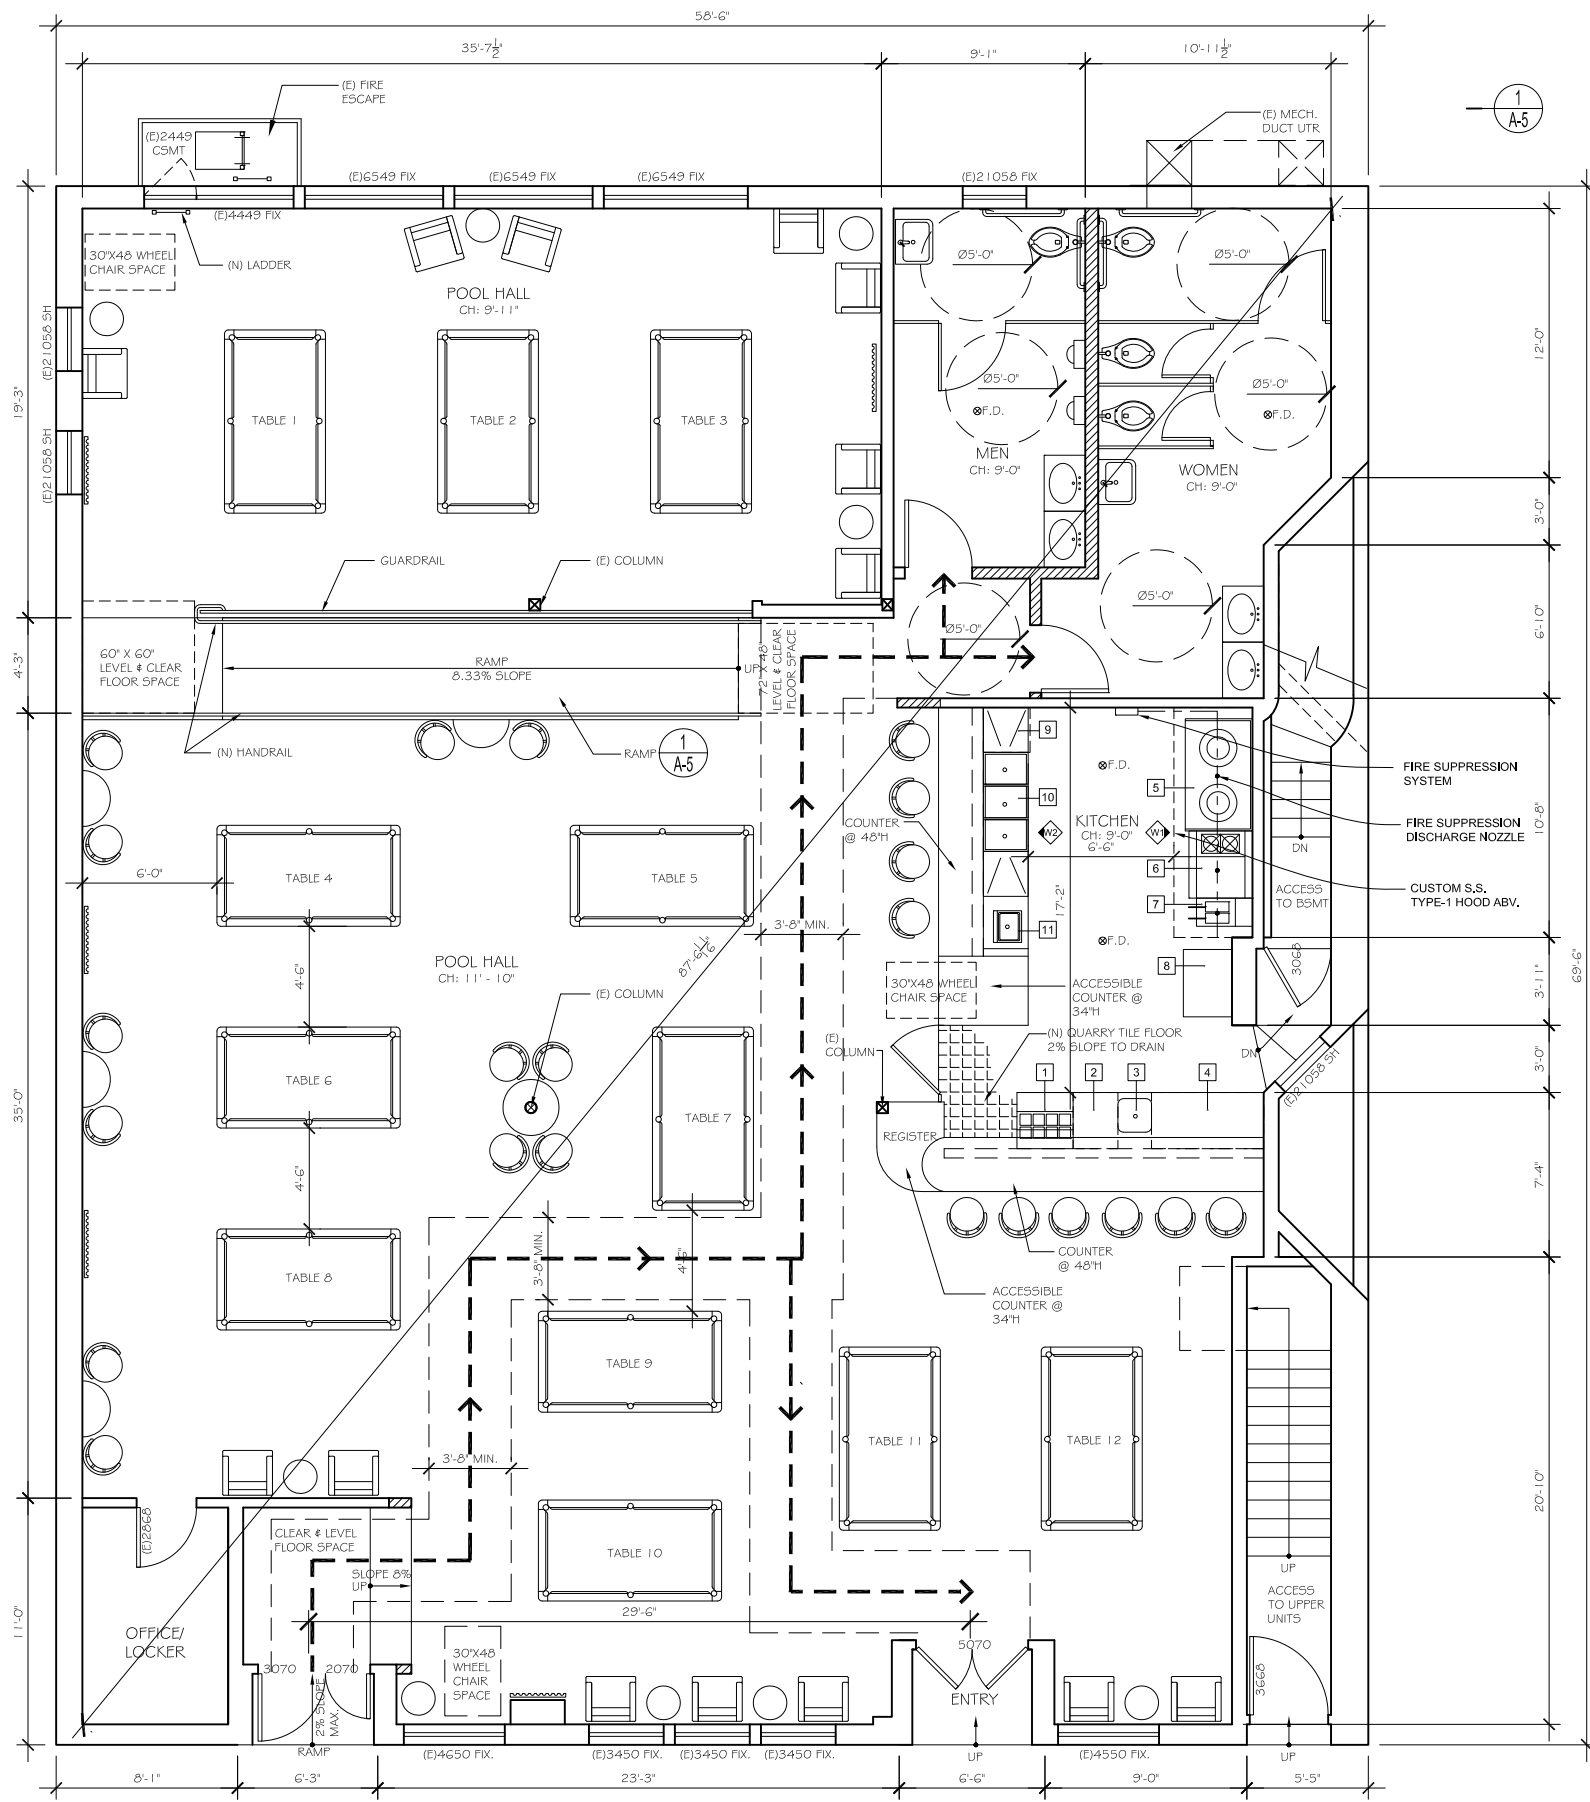 58'-6"
35'-7 1/2"
9'-1"
10'-11 1/2"
(E) FIRE
ESCAPE
(E)2449
CSMT
(E) MECH.
DUCT UTR
1
A-5
(E)6549 FIX
(E)6549 FIX
(E)6549 FIX
(E)21058 FIX
(E)4449 FIX
30"X48 WHEEL
CHAIR SPACE
(N) LADDER
POOL HALL
CH: 9'-11"
Ø5'-0"
Ø5'-0"
(E)21058 SH
(E)21058 SH
19'-3"
12'-0"
TABLE 1
TABLE 2
TABLE 3
Ø5'-0"
Ø5'-0"
F.D.
F.D.
MEN
CH: 9'-0"
WOMEN
CH: 9'-0"
3'-0"
GUARDRAIL
(E) COLUMN
Ø5'-0"
Ø5'-0"
6'-10"
4'-3"
60" X 60"
LEVEL & CLEAR
FLOOR SPACE
RAMP
8.33% SLOPE
UP
72" X 48"
LEVEL & CLEAR
FLOOR SPACE
(N) HANDRAIL
RAMP
1
A-5
9
F.D.
5
FIRE SUPPRESSION
SYSTEM
10
COUNTER
@ 48"H
W2
KITCHEN
CH: 9'-0"
6'-6"
W1
FIRE SUPPRESSION
DISCHARGE NOZZLE
10'-8"
DN
6'-0"
TABLE 4
TABLE 5
6
ACCESS
TO BSMT
CUSTOM S.S.
TYPE-1 HOOD ABV.
17'-2"
7
3'-8" MIN.
11
F.D.
87'-6 11/16"
POOL HALL
CH: 11' - 10"
4'-6"
8
3068
3'-11"
69'-6"
(E) COLUMN
30"X48 WHEEL
CHAIR SPACE
ACCESSIBLE
COUNTER @
34"H
(E)
COLUMN
(N) QUARRY TILE FLOOR
2% SLOPE TO DRAIN
DN
(E)21058 SH
3'-0"
TABLE 6
1
2
3
4
35'-0"
TABLE 7
REGISTER
4'-6"
7'-4"
TABLE 8
3'-8" MIN.
4'-6"
COUNTER
@ 48"H
ACCESSIBLE
COUNTER @
34"H
TABLE 9
TABLE 11
TABLE 12
3'-8" MIN.
20'-10"
(E)2868
CLEAR & LEVEL
FLOOR SPACE
TABLE 10
SLOPE 8%
UP
UP
ACCESS
TO UPPER
UNITS
29'-6"
11'-0"
OFFICE/
LOCKER
3070
2070
30"X48
WHEEL
CHAIR
SPACE
5070
ENTRY
3668
2% SLOPE
MAX.
RAMP
(E)4650 FIX.
(E)3450 FIX.
(E)3450 FIX.
(E)3450 FIX.
UP
(E)4550 FIX.
UP
8'-1"
6'-3"
23'-3"
6'-6"
9'-0"
5'-5"